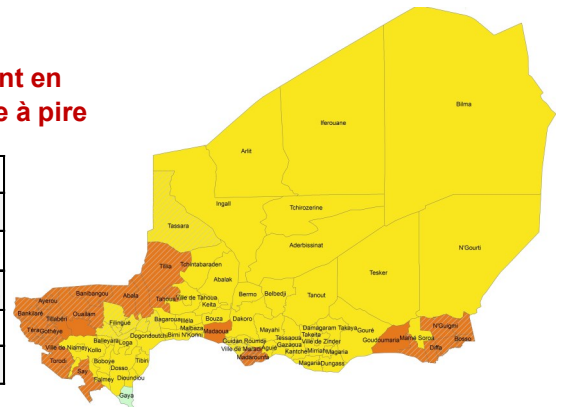 nt en
e à pire
Bilma
Iferouane
Arlit
Ingall
Tchirozerine
Tassara
Aderbissinat
N'Gourti
Tillia
Tchintabaraden
Tesker
Abalak
Banibangou
Abala
Ayerou
Bermo
Belbedji
Tanout
Tahoua
Ville de Tahoua
Keita
Bankilaré
Tillabéri
Ouallam
Filingué
Bagaroua
Illela
Bouza
Dakoro
N'Guigmi
Téra
Gotheye
Malbaza
Madaoua
Mayahi
Damagaram Takaya
Gouré
Goudoumaria
Maïné Soroa
Bosso
Diffa
Balleyara
Loga
Dogondoutchi
Birni N'Konni
Guidan Roumdji
Tessaoua
Takeita
Ville de Niamey
Kollo
Ville de Maradi
Aguié
Gazaoua
Ville de Zinder
Kantché
Mirriah
Magaria
Torodi
Say
Boboye
Tibiri
Madarounfa
Magaria
Dungass
Dosso
Falmey
Dioundiou
Gaya